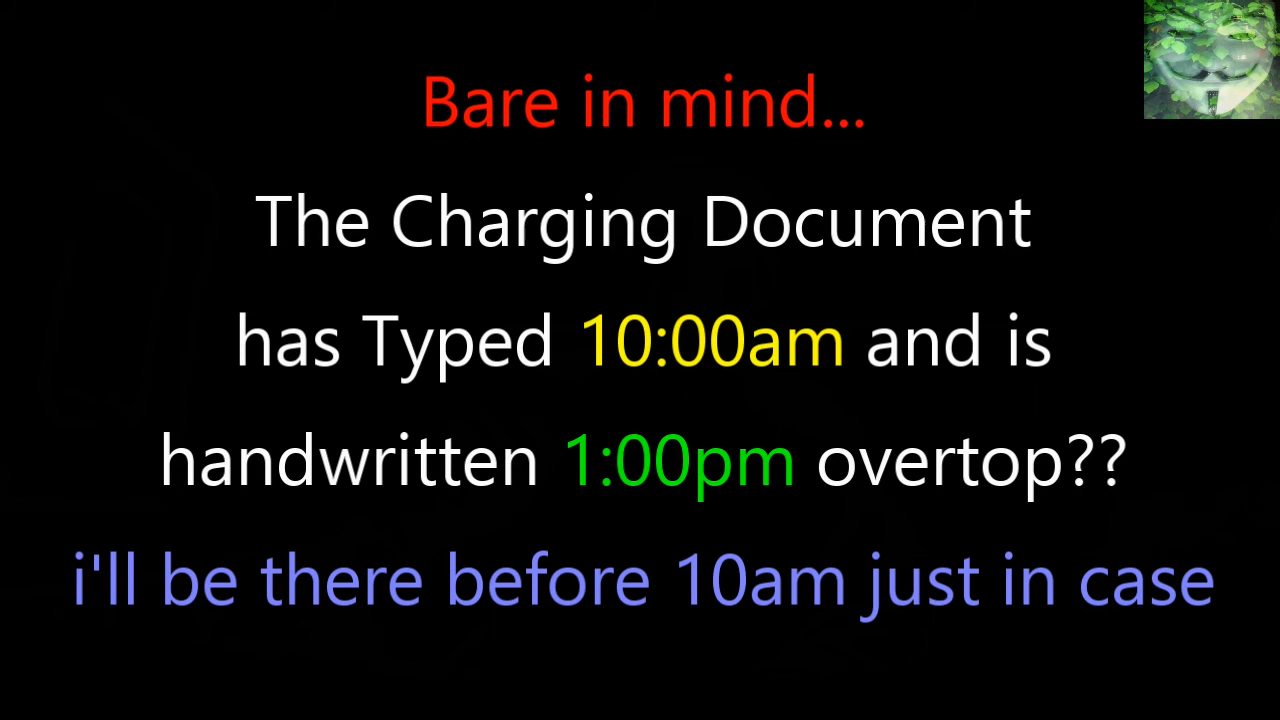 Bare in mind...
The Charging Document
has Typed 10:00am and is
handwritten 1:00pm overtop??
i'll be there before 10am just in case